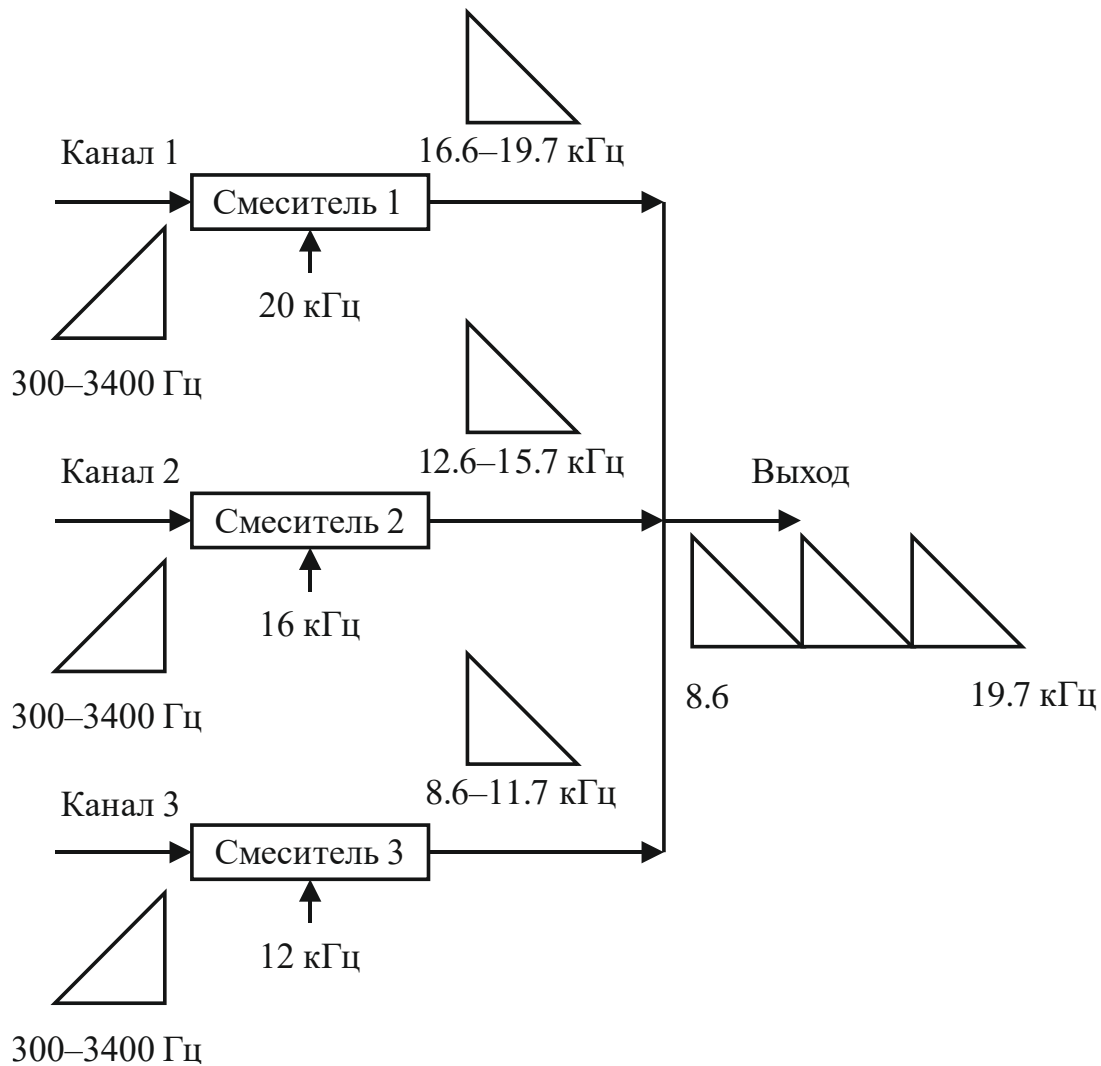 16.6–19.7 кГц
Канал 1
Смеситель 1
20 кГц
300–3400 Гц
12.6–15.7 кГц
Канал 2
Смеситель 2
Выход
16 кГц
300–3400 Гц
8.6
19.7 кГц
8.6–11.7 кГц
Канал 3
Смеситель 3
12 кГц
300–3400 Гц